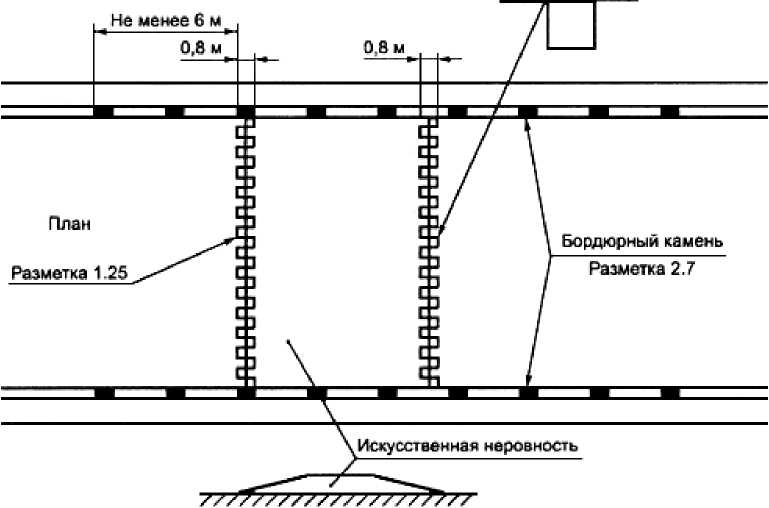 Не менее 6 м
0,8 м
0,8 м
План
Разметка 1.25
Бордюрный камень
Разметка 2.7
Искусственная неровность